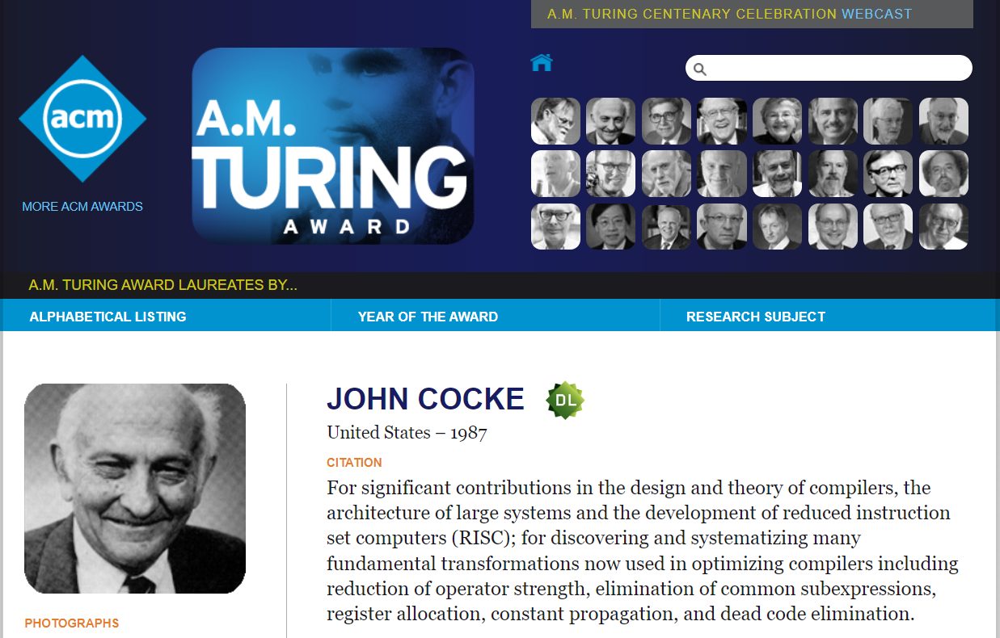 A.M. TURING CENTENARY CELEBRATION WEBCAST
acm
A.M.
TURING
AWARD
MORE ACM AWARDS
A.M. TURING AWARD LAUREATES BY...
ALPHABETICAL LISTING
YEAR OF THE AWARD
RESEARCH SUBJECT
JOHN COCKE DL
United States – 1987
CITATION
For significant contributions in the design and theory of compilers, the
architecture of large systems and the development of reduced instruction
set computers (RISC); for discovering and systematizing many
fundamental transformations now used in optimizing compilers including
reduction of operator strength, elimination of common subexpressions,
register allocation, constant propagation, and dead code elimination.
PHOTOGRAPHS